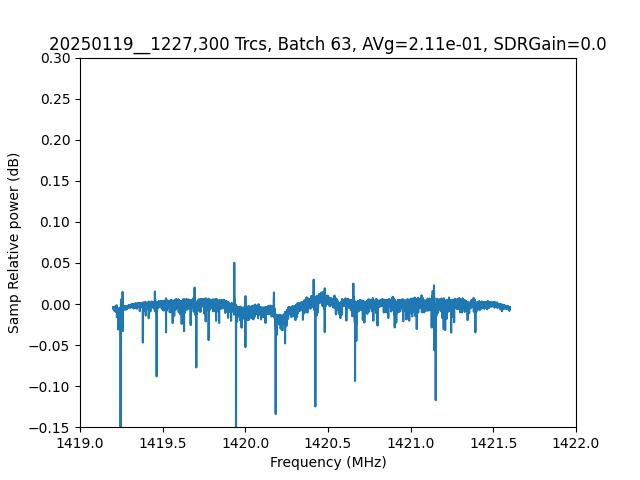 20250119__1227,300 Trcs, Batch 63, AVg=2.11e-01, SDRGain=0.0
0.30
0.25
0.20
0.15
0.10
0.05
0.00
−0.05
−0.10
−0.15
Samp Relative power (dB)
1419.0 1419.5 1420.0 1420.5 1421.0 1421.5 1422.0
Frequency (MHz)